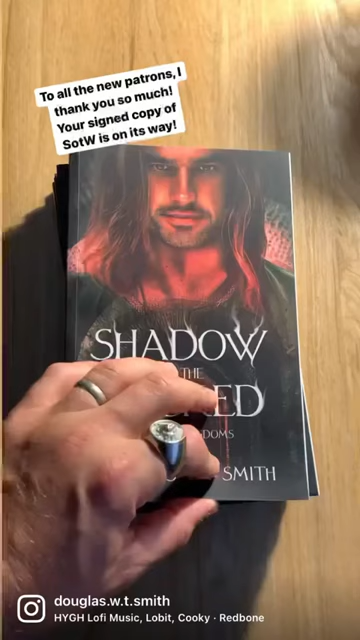 To all the new patrons, I
thank you so much!
Your signed copy of
SotW is on its way!
SHADOW
THE
SMITH
douglas.w.t.smith
HYGH Lofi Music, Lobit, Cooky · Redbone